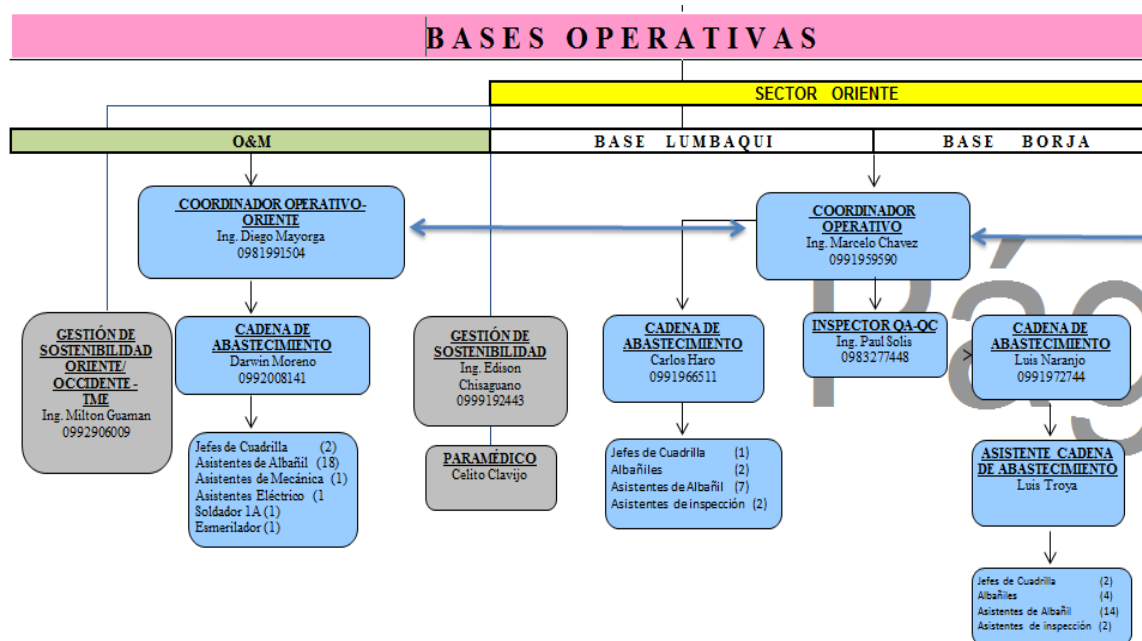 BASES OPERATIVAS
SECTOR ORIENTE
O&M
BASE LUMBAQUI
BASE BORJA
COORDINADOR OPERATIVO-
ORIENTE
Ing. Diego Mayorga
0981991504
COORDINADOR
OPERATIVO
Ing. Marcelo Chavez
0991959590
GESTIÓN DE
SOSTENIBILIDAD
ORIENTE/
OCCIDENTE -
TME
Ing. Milton Guaman
0992906009
CADENA DE
ABASTECIMIENTO
Darwin Moreno
0992008141
GESTIÓN DE
SOSTENIBILIDAD
Ing. Edison
Chisaguano
0999192443
CADENA DE
ABASTECIMIENTO
Carlos Haro
0991966511
INSPECTOR QA-QC
Ing. Paul Solis
0983277448
CADENA DE
ABASTECIMIENTO
Luis Naranjo
0991972744
Jefes de Cuadrilla (2)
Asistentes de Albañil (18)
Asistentes de Mecánica (1)
Asistentes Eléctrico (1
Soldador 1A (1)
Esmerilador (1)
PARAMÉDICO
Celito Clavijo
Jefes de Cuadrilla (1)
Albañiles (2)
Asistentes de Albañil (7)
Asistentes de inspección (2)
ASISTENTE CADENA
DE ABASTECIMIENTO
Luis Troya
Jefes de Cuadrilla (2)
Albañiles (4)
Asistentes de Albañil (14)
Asistentes de inspección (2)
Pág